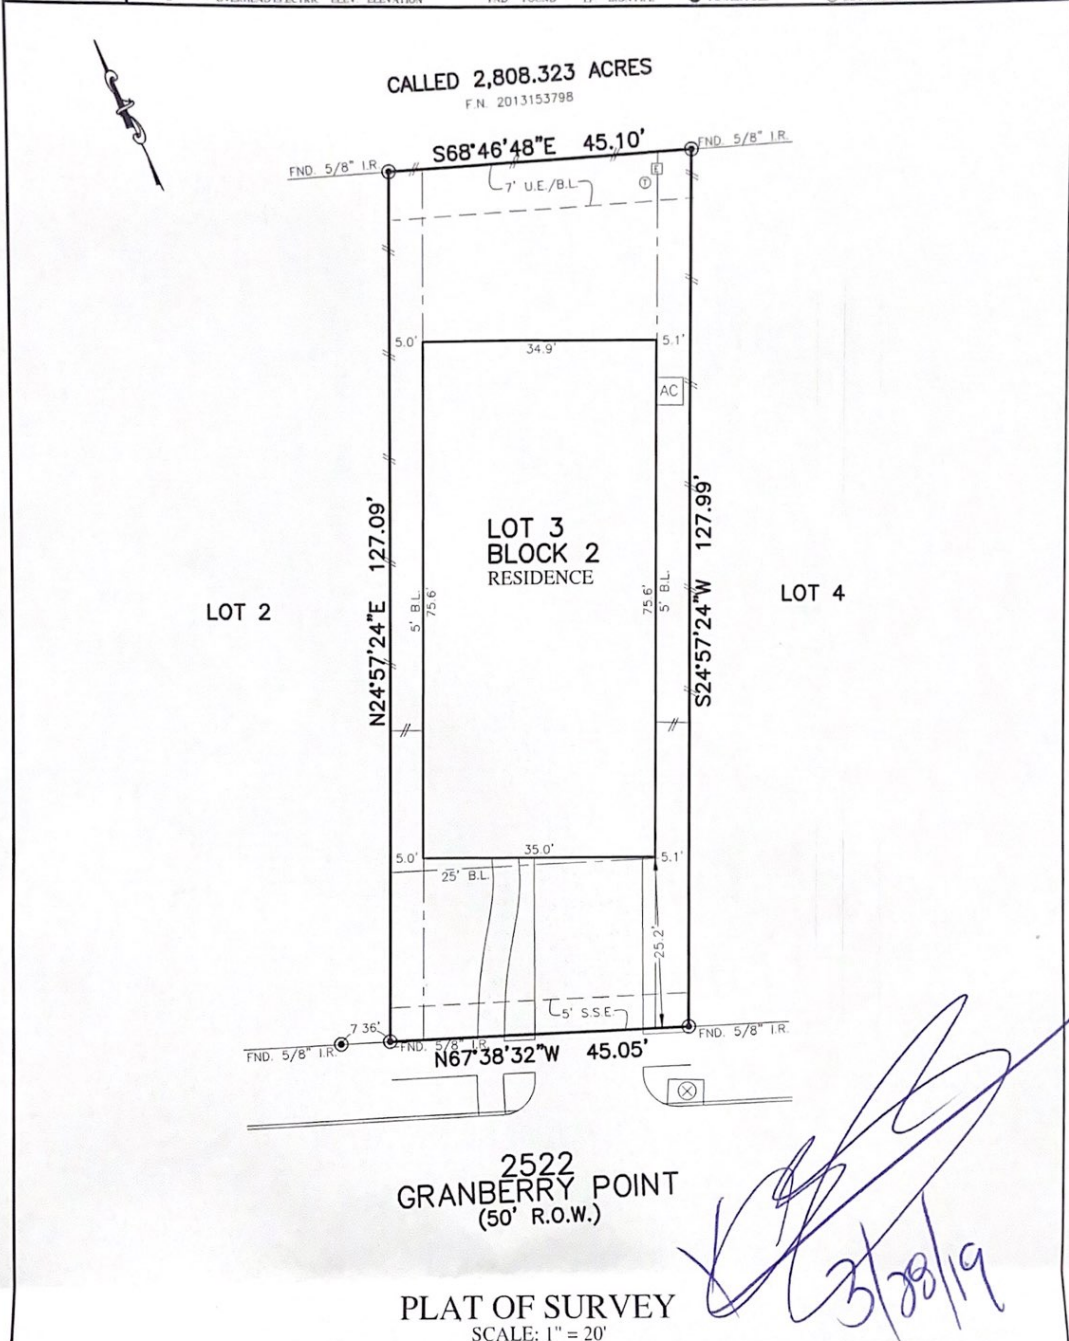 CALLED 2,808.323 ACRES
F.N. 2013153798
S68°46'48"E 45.10'
FND. 5/8" I.R.
FND. 5/8" I.R.
E
T
7' U.E./B.L.
5.0'
34.9'
5.1'
AC
N24°57'24"E 127.09'
S24°57'24"W 127.99'
LOT 3
BLOCK 2
RESIDENCE
LOT 2
LOT 4
5' B.L.
75.6'
75.6'
5' B.L.
5.0'
35.0'
5.1'
25' B.L.
25.2'
5' S.S.E.
7 36'
FND. 5/8" I.R.
FND. 5/8" I.R.
FND. 5/8" I.R.
N67°38'32"W 45.05'
2522
GRANBERRY POINT
(50' R.O.W.)
3/28/19
PLAT OF SURVEY
SCALE: 1" = 20'